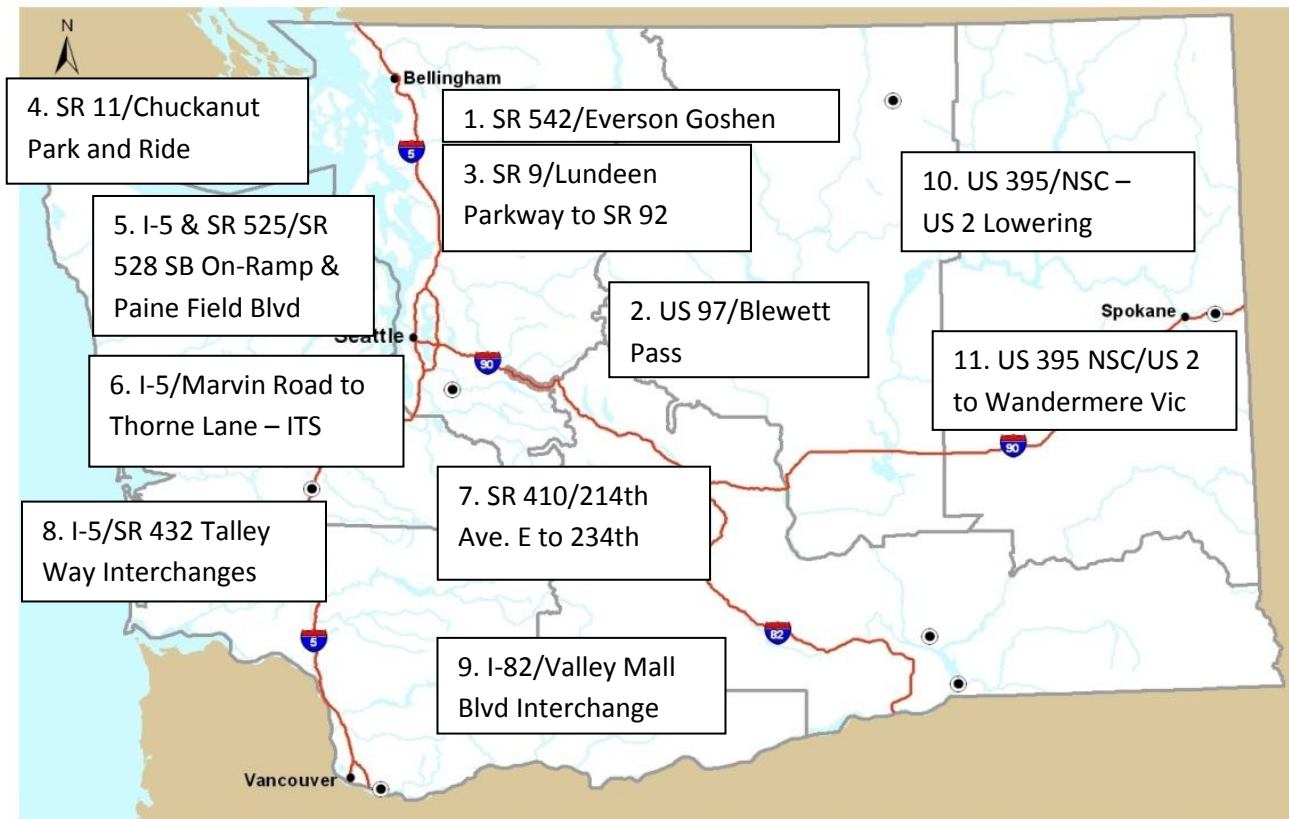 N
Bellingham
4. SR 11/Chuckanut
Park and Ride
1. SR 542/Everson Goshen
5
3. SR 9/Lundeen
Parkway to SR 92
10. US 395/NSC –
US 2 Lowering
5. I-5 & SR 525/SR
528 SB On-Ramp &
Paine Field Blvd
2. US 97/Blewett
Pass
Spokane
Seattle
90
11. US 395 NSC/US 2
to Wandermere Vic
6. I-5/Marvin Road to
Thorne Lane – ITS
90
7. SR 410/214th
Ave. E to 234th
8. I-5/SR 432 Talley
Way Interchanges
5
82
9. I-82/Valley Mall
Blvd Interchange
Vancouver